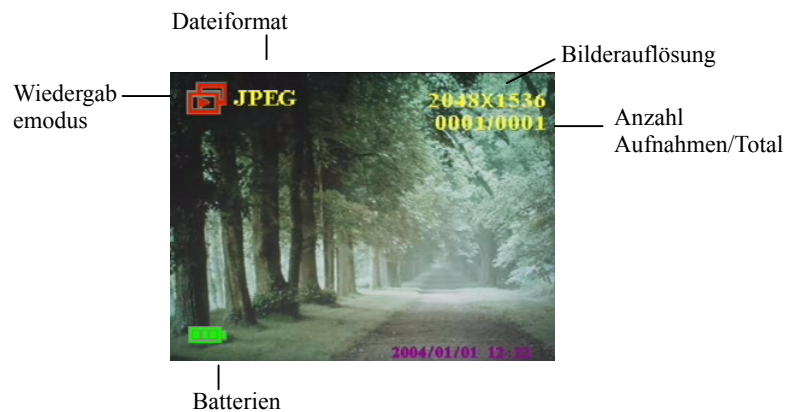 Dateiformat
Bilderauflösung
Wiedergab
emodus
JPEG
2048X1536
0001/0001
Anzahl
Aufnahmen/Total
2004/01/01
Batterien